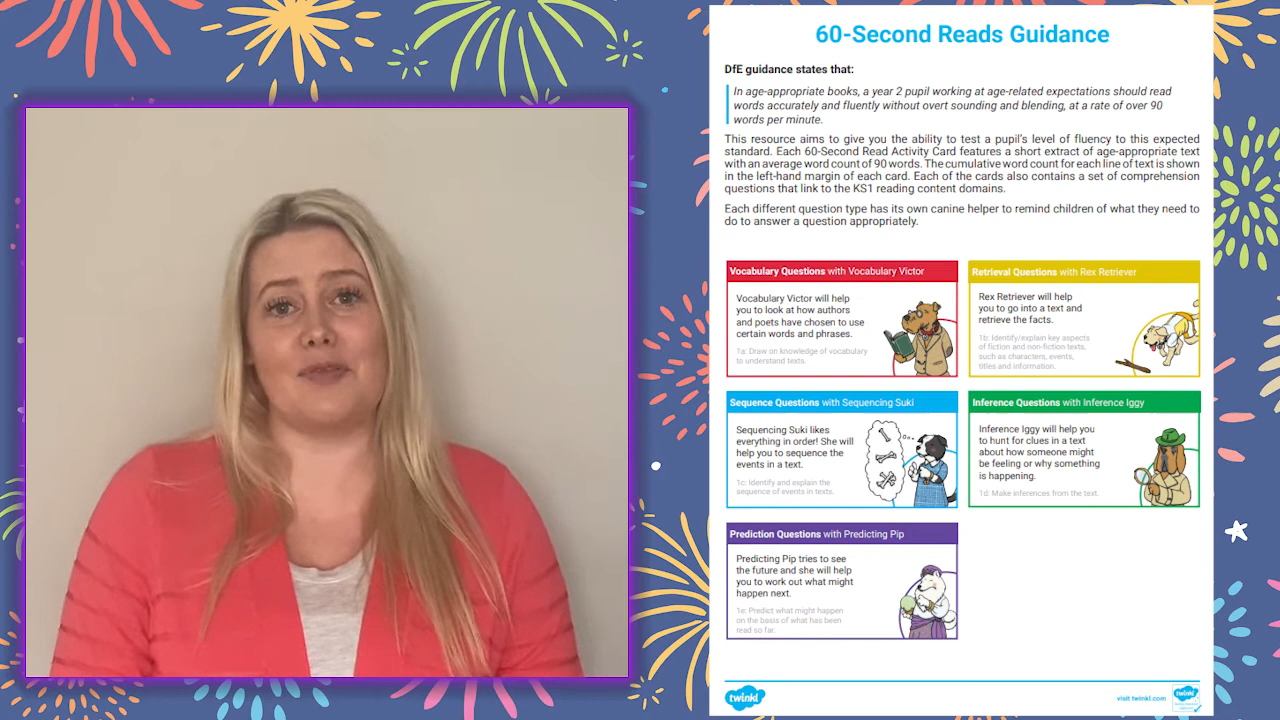 60-Second Reads Guidance
DfE guidance states that:
In age-appropriate books, a year 2 pupil working at age-related expectations should read
words accurately and fluently without overt sounding and blending, at a rate of over 90
words per minute.
This resource aims to give you the ability to test a pupil's level of fluency to this expected
standard. Each 60-Second Read Activity Card features a short extract of age-appropriate text
with an average word count of 90 words. The cumulative word count for each line of text is shown
in the left-hand margin of each card. Each of the cards also contains a set of comprehension
questions that link to the KS1 reading content domains.
Each different question type has its own canine helper to remind children of what they need to
do to answer a question appropriately.
Vocabulary Questions with Vocabulary Victor
Vocabulary Victor will help
you to look at how authors
and poets have chosen to use
certain words and phrases.
1a: Draw on knowledge of vocabulary
to understand texts.
Retrieval Questions with Rex Retriever
Rex Retriever will help
you to go into a text and
retrieve the facts.
1b: Identify/explain key aspects
of fiction and non-fiction texts,
such as characters, events,
titles and information.
Sequence Questions with Sequencing Suki
Sequencing Suki likes
everything in order! She will
help you to sequence the
events in a text.
1c: Identify and explain the
sequence of events in texts.
Inference Questions with Inference Iggy
Inference Iggy will help you
to hunt for clues in a text
about how someone might
be feeling or why something
is happening.
1d: Make inferences from the text.
Prediction Questions with Predicting Pip
Predicting Pip tries to see
the future and she will help
you to work out what might
happen next.
1e: Predict what might happen
on the basis of what has been
read so far.
twinkl
visit twinkl.com
twinkl